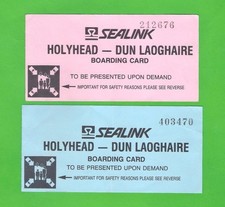 SEALINK
212676
HOLYHEAD — DUN LAOGHAIRE
BOARDING CARD
TO BE PRESENTED UPON DEMAND
IMPORTANT FOR SAFETY REASONS PLEASE SEE REVERSE
SEALINK
403470
HOLYHEAD — DUN LAOGHAIRE
BOARDING CARD
TO BE PRESENTED UPON DEMAND
IMPORTANT FOR SAFETY REASONS PLEASE SEE REVERSE